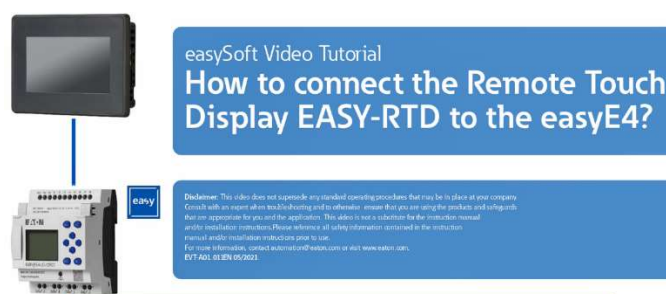 easySoft Video Tutorial
How to connect the Remote Touch
Display EASY-RTD to the easyE4?
EATON
easy
Disclaimer: This video does not supersede any standard operating procedures that may be in place at your company.
Consult with an expert when troubleshooting and to otherwise ensure that you are using the products and safeguards
that are appropriate for you and the application. This video is not a substitute for the instruction manual
and/or installation instructions. Please reference all safety information contained in the instruction
manual and/or installation instructions prior to use.
For more information, contact automation@eaton.com or visit www.eaton.com.
EVT-A01_011EN 05/2021